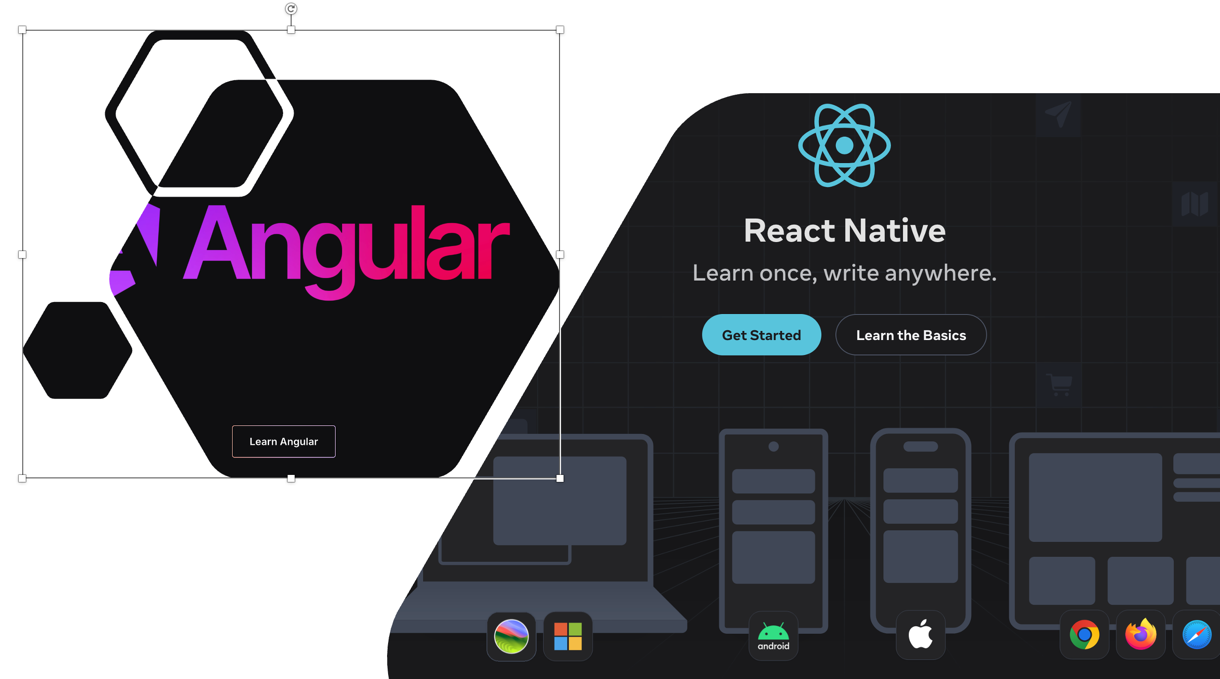 Angular
Learn Angular
React Native
Learn once, write anywhere.
Get Started
Learn the Basics
android